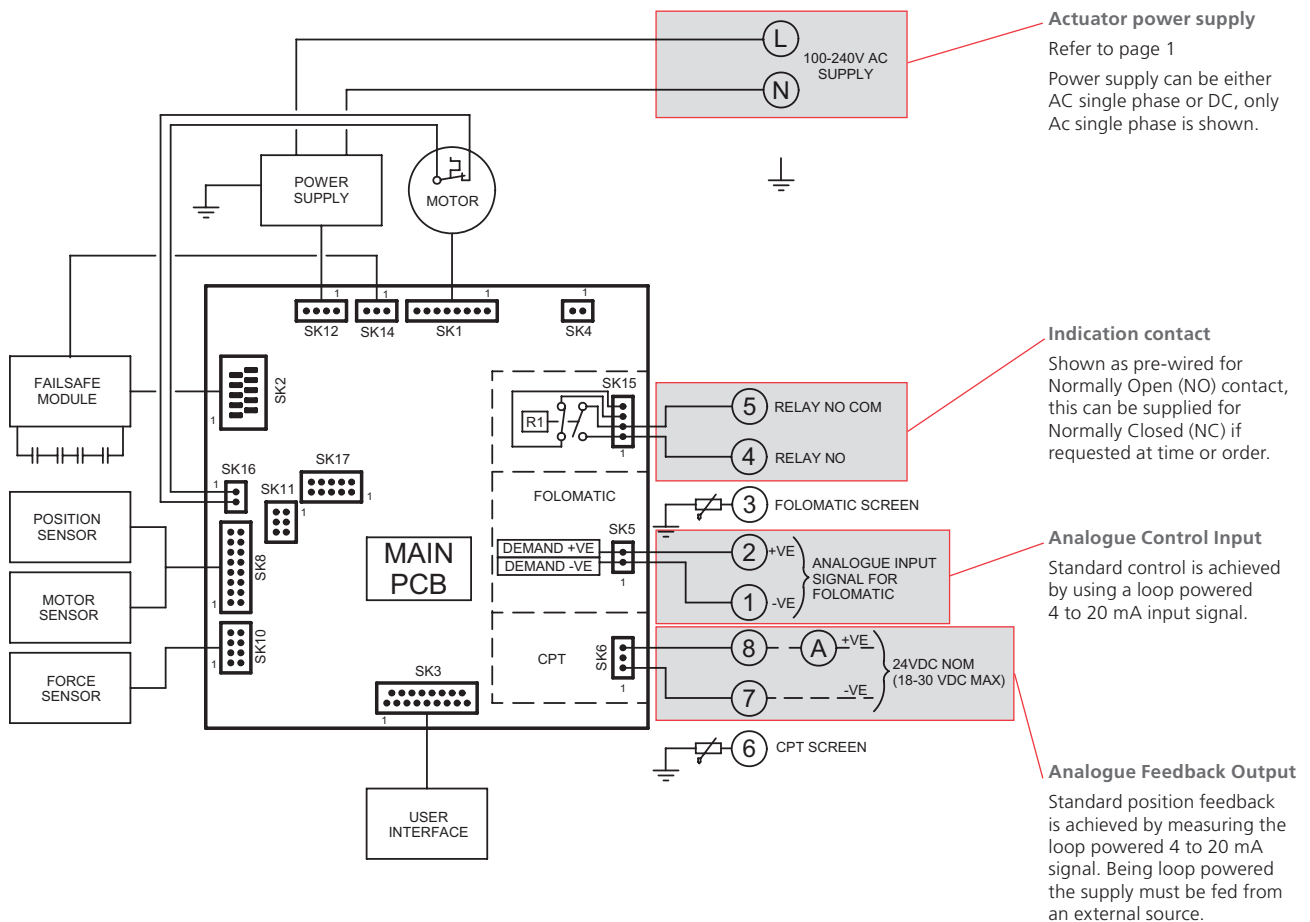 Actuator power supply
Refer to page 1
Power supply can be either
AC single phase or DC, only
Ac single phase is shown.
L
N
100-240V AC
SUPPLY
POWER
SUPPLY
MOTOR
1
1
1
1
SK12
SK14
SK1
SK4
FAILSAFE
MODULE
SK2
1
SK15
R1
1
5
RELAY NO COM
4
RELAY NO
Indication contact
Shown as pre-wired for
Normally Open (NO) contact,
this can be supplied for
Normally Closed (NC) if
requested at time or order.
SK16
1
SK11
1
SK17
1
FOLOMATIC
3
FOLOMATIC SCREEN
POSITION
SENSOR
MOTOR
SENSOR
SK8
1
MAIN
PCB
DEMAND +VE
DEMAND -VE
SK5
1
2
+VE
1
-VE
ANALOGUE INPUT
SIGNAL FOR
FOLOMATIC
Analogue Control Input
Standard control is achieved
by using a loop powered
4 to 20 mA input signal.
FORCE
SENSOR
SK10
1
SK3
1
CPT
SK6
1
8
A
+VE
7
-VE
24VDC NOM
(18-30 VDC MAX)
6
CPT SCREEN
USER
INTERFACE
Analogue Feedback Output
Standard position feedback
is achieved by measuring the
loop powered 4 to 20 mA
signal. Being loop powered
the supply must be fed from
an external source.